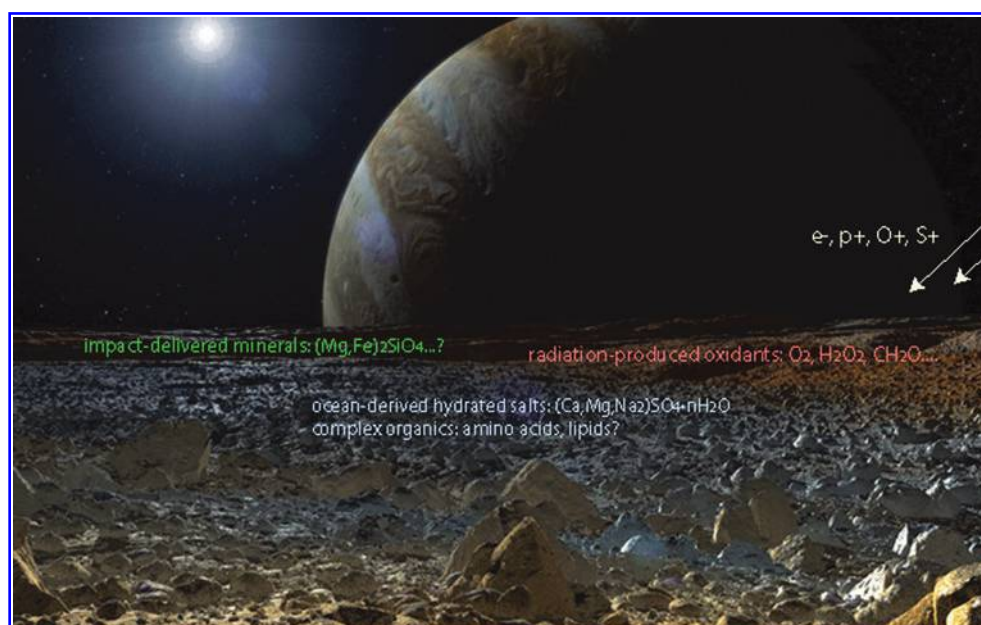 e-, p+, O+, S+
impact-delivered minerals: (Mg,Fe)2SiO4...?
radiation-produced oxidants: O2, H2O2, CH2O....
ocean-derived hydrated salts: (Ca,Mg,Na2)SO4•nH2O
complex organics: amino acids, lipids?